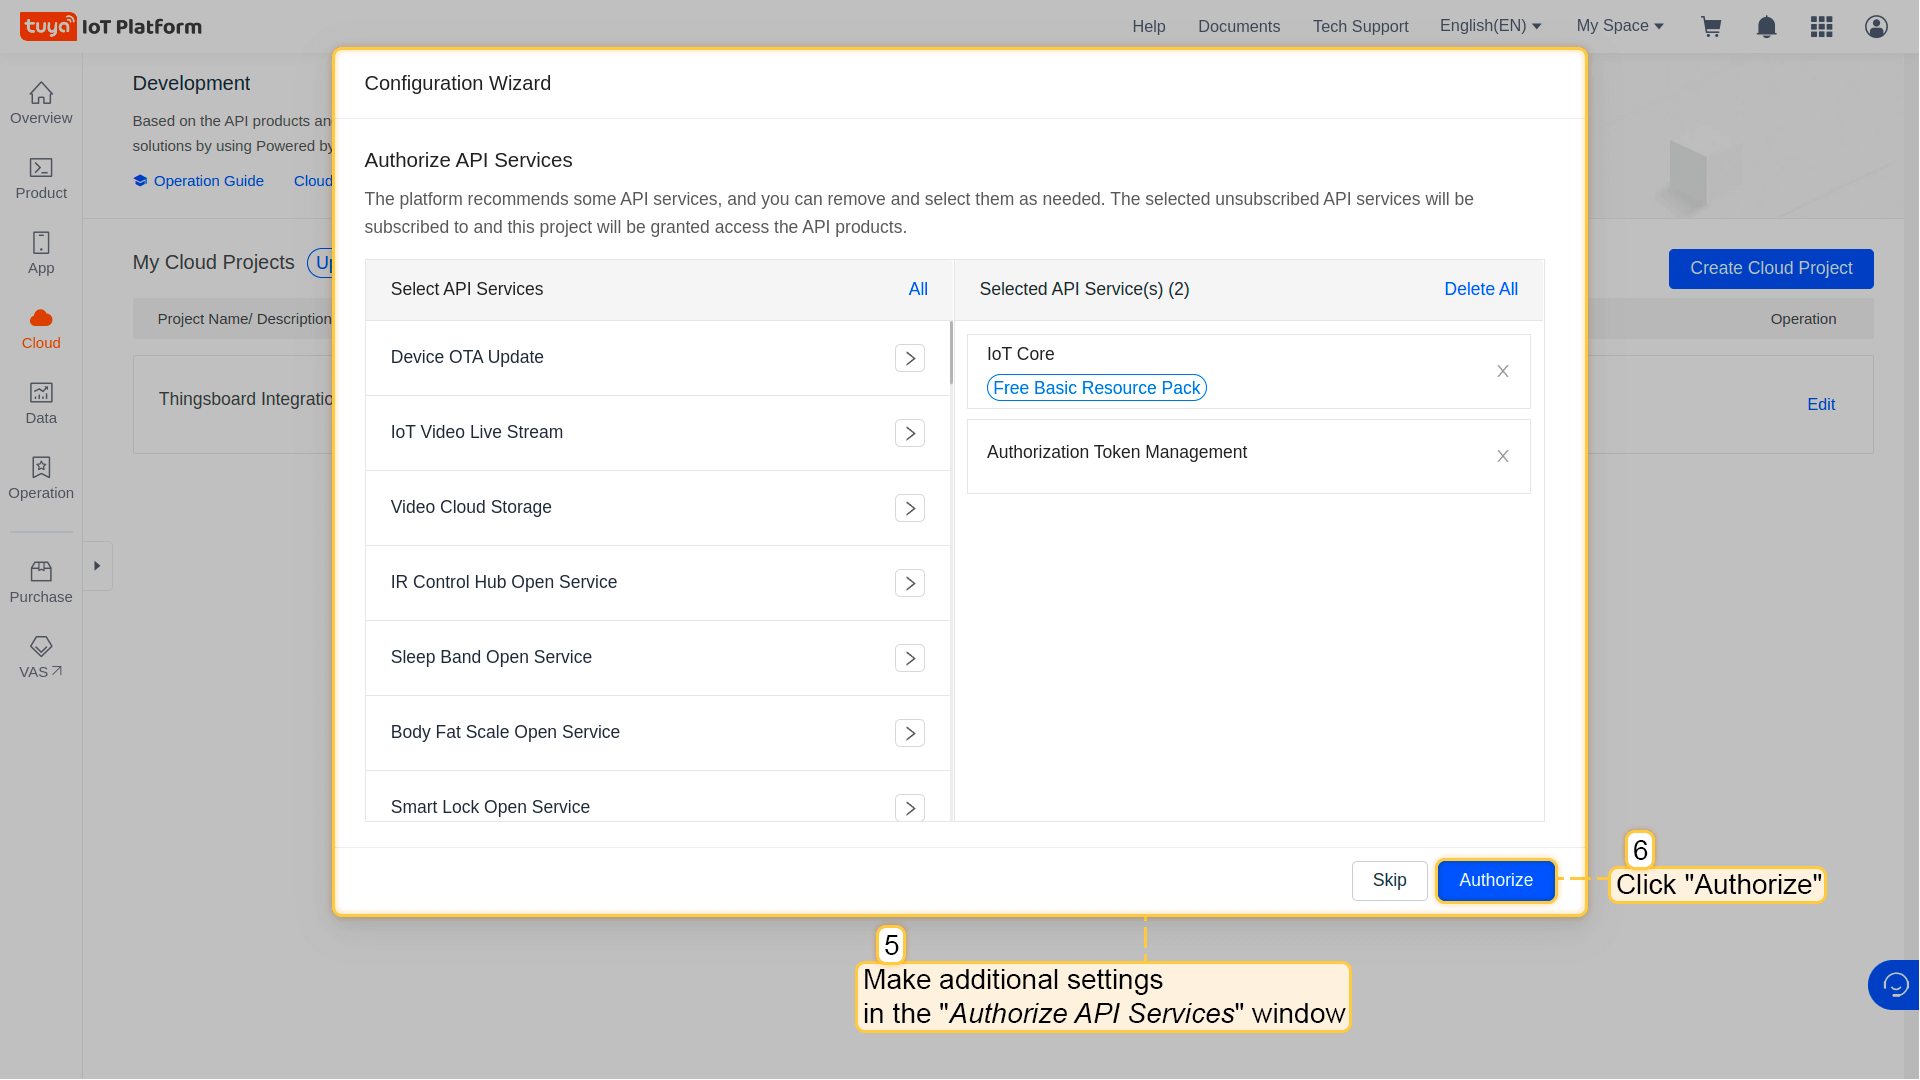 tuya IoT Platform
Help
Documents
Tech Support
English(EN)
My Space
Overview
Product
App
Cloud
Data
Operation
Purchase
VAS
Development
Based on the API products an
solutions by using Powered by
Operation Guide
Cloud
My Cloud Projects
Up
Create Cloud Project
Project Name/ Description
Operation
Thingsboard Integratio
Edit
Configuration Wizard
Authorize API Services
The platform recommends some API services, and you can remove and select them as needed. The selected unsubscribed API services will be
subscribed to and this project will be granted access the API products.
Select API Services
All
Device OTA Update
IoT Video Live Stream
Video Cloud Storage
IR Control Hub Open Service
Sleep Band Open Service
Body Fat Scale Open Service
Smart Lock Open Service
Selected API Service(s) (2)
Delete All
IoT Core
Free Basic Resource Pack
Authorization Token Management
Skip
Authorize
6
Click "Authorize"
5
Make additional settings
in the "Authorize API Services" window